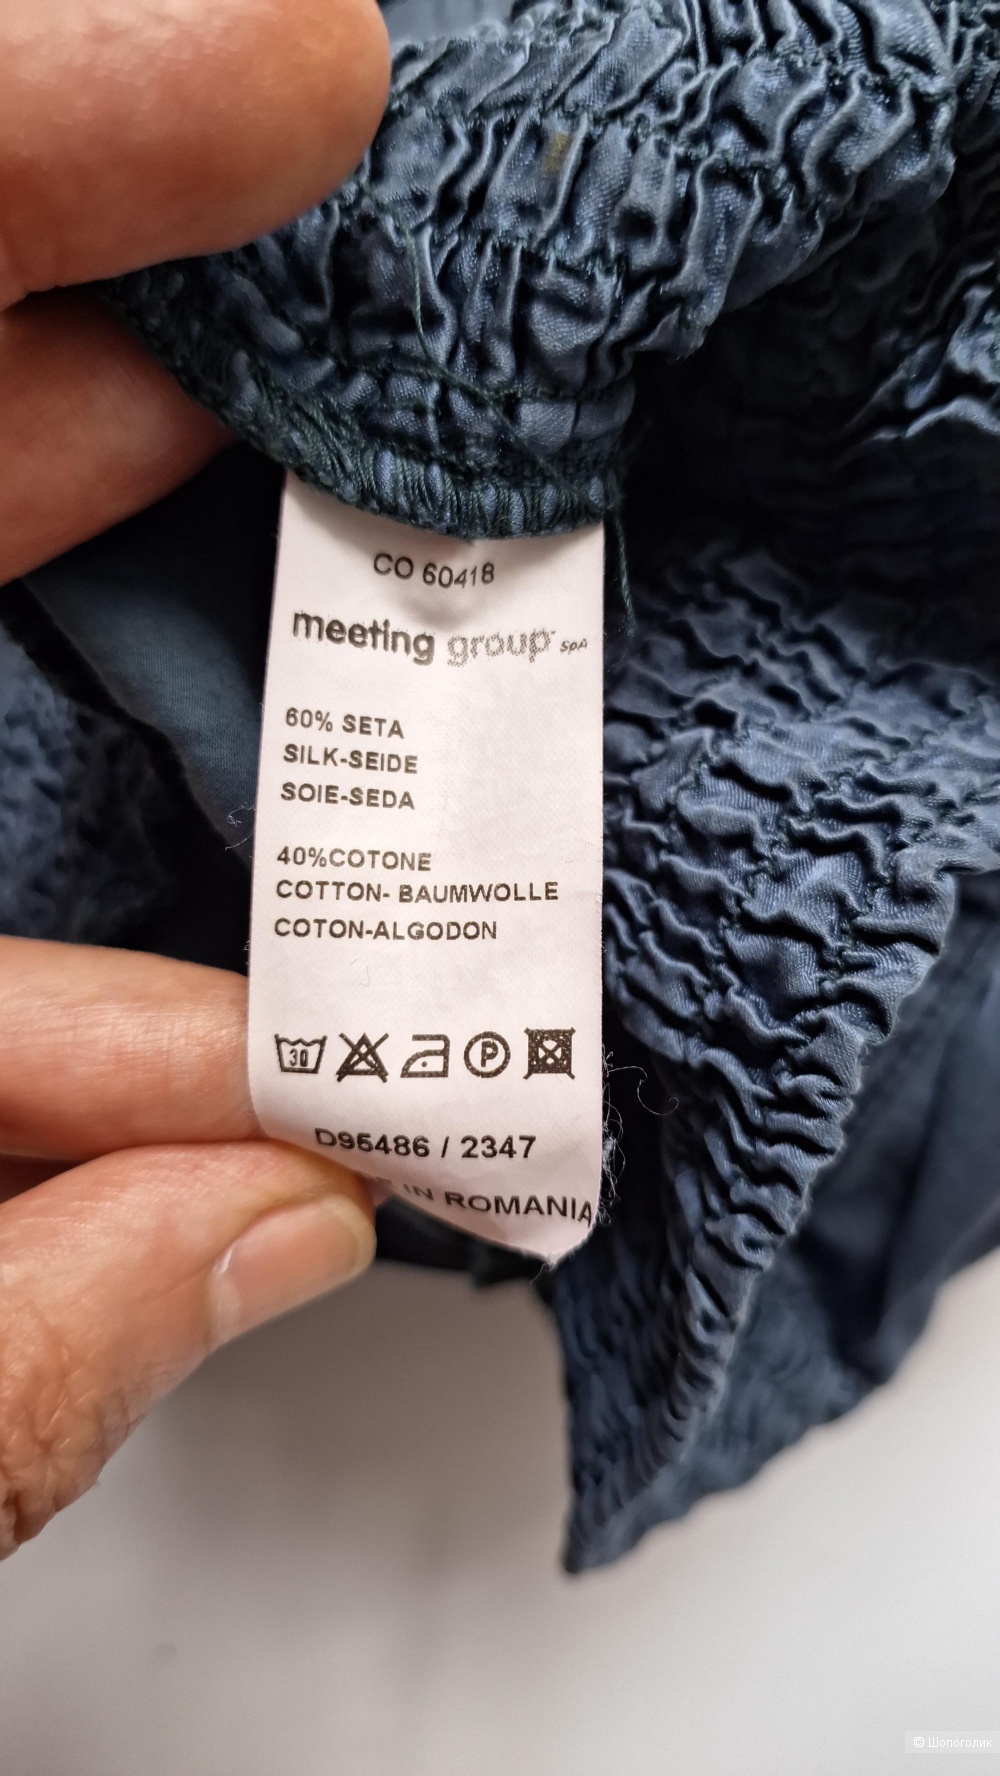 CO 60418
meeting group spA
60% SETA
SILK-SEIDE
SOIE-SEDA
40%COTONE
COTTON- BAUMWOLLE
COTON-ALGODON
30
P
D95486 / 2347
IN ROMANIA
© Шопоголик